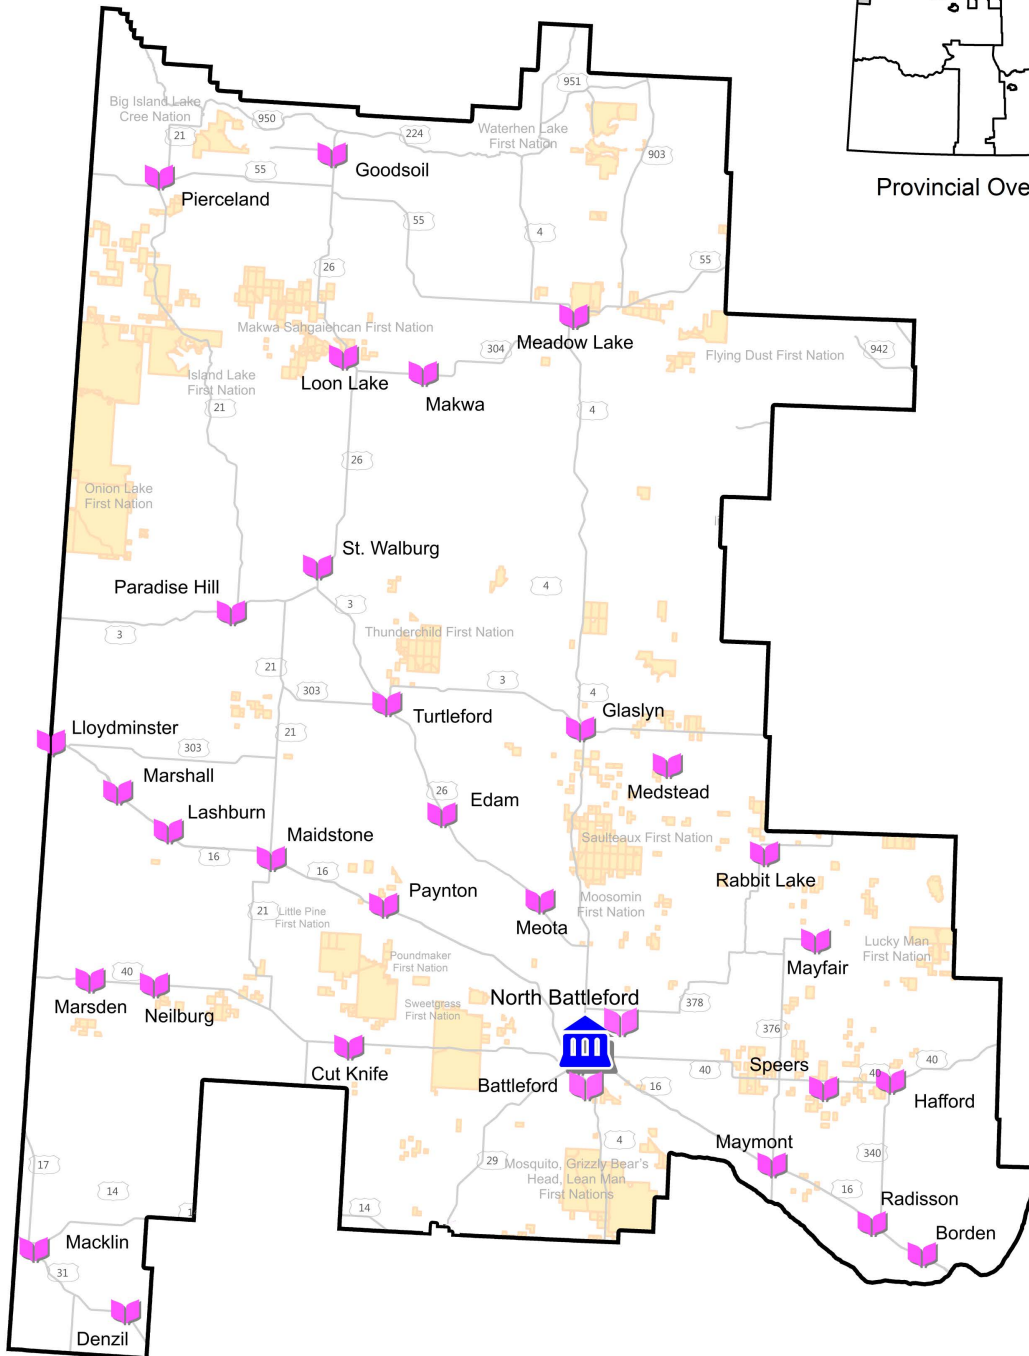 951
Big Island Lake
Cree Nation
950
21
224
Waterhen Lake
First Nation
903
Goodsoil
55
Pierceland
Provincial Ove
55
4
26
55
Makwa Sahgaiehcan First Nation
Meadow Lake
304
942
Flying Dust First Nation
Island Lake
First Nation
Loon Lake
Makwa
21
4
26
Onion Lake
First Nation
St. Walburg
Paradise Hill
4
3
3
Thunderchild First Nation
21
303
3
4
Turtleford
Glaslyn
Lloydminster
21
303
Marshall
Medstead
26
Edam
Lashburn
Maidstone
Saulteaux First Nation
16
16
Rabbit Lake
Paynton
Moosomin
First Nation
21
Little Pine
First Nation
Meota
Lucky Man
First Nation
Poundmaker
First Nation
Mayfair
40
Marsden
Neilburg
Sweetgrass
First Nation
North Battleford
378
376
Cut Knife
Speers
40
40
40
Battleford
16
Hafford
4
Maymont
340
29
Mosquito, Grizzly Bear's
Head, Lean Man
First Nations
17
14
16
14
1
Radisson
Macklin
Borden
31
Denzil